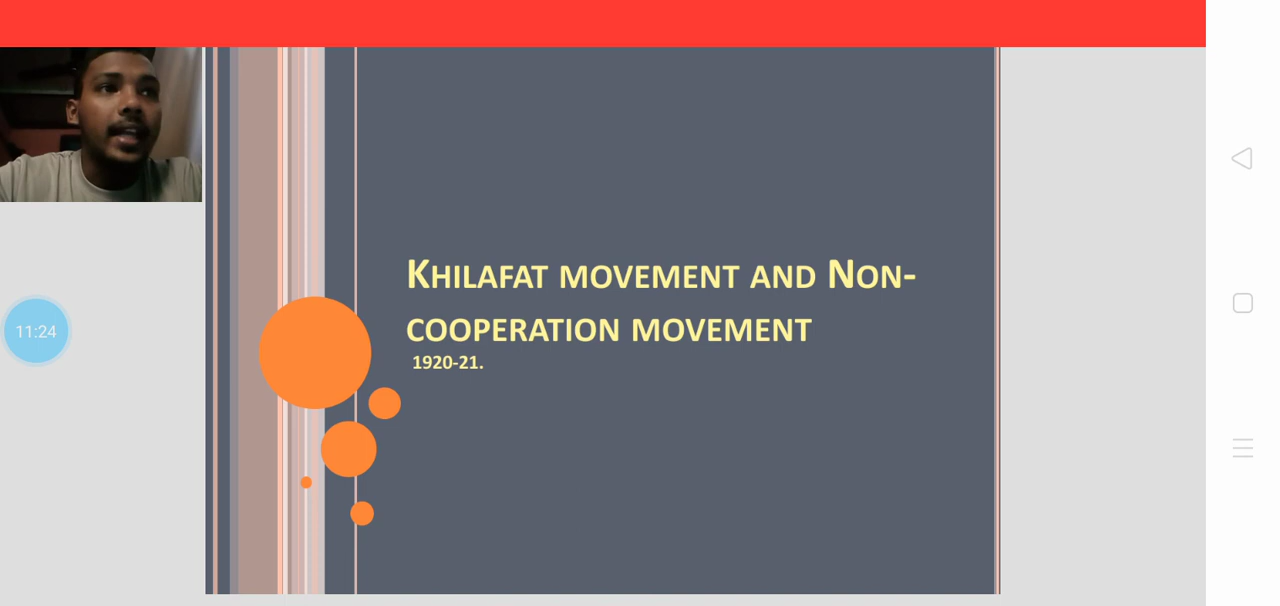 Khilafat movement and Non-
cooperation movement
1920-21.
11:24